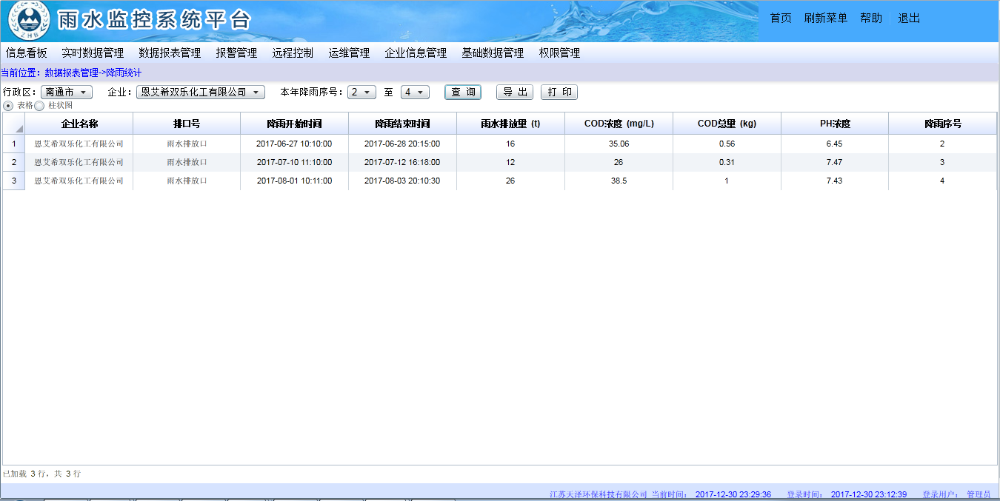 ZHB
雨水监控系统平台
首页 刷新菜单 帮助 退出
信息看板 实时数据管理 数据报表管理 报警管理 远程控制 运维管理 企业信息管理 基础数据管理 权限管理
当前位置：数据报表管理->降雨统计
行政区： 南通市 企业： 恩艾希双乐化工有限公司 本年降雨序号： 2 至 4 查 询 导 出 打 印
表格 柱状图
企业名称 排口号 降雨开始时间 降雨结束时间 雨水排放量 (t) COD浓度 (mg/L) COD总量 (kg) PH浓度 降雨序号
1 恩艾希双乐化工有限公司 雨水排放口 2017-06-27 10:10:00 2017-06-28 20:15:00 16 35.06 0.56 6.45 2
2 恩艾希双乐化工有限公司 雨水排放口 2017-07-10 11:10:00 2017-07-12 16:18:00 12 26 0.31 7.47 3
3 恩艾希双乐化工有限公司 雨水排放口 2017-08-01 10:11:00 2017-08-03 20:10:30 26 38.5 1 7.43 4
已加载 3 行，共 3 行
江苏天泽环保科技有限公司 当前时间： 2017-12-30 23:29:36 登录时间： 2017-12-30 23:12:39 登录用户： 管理员